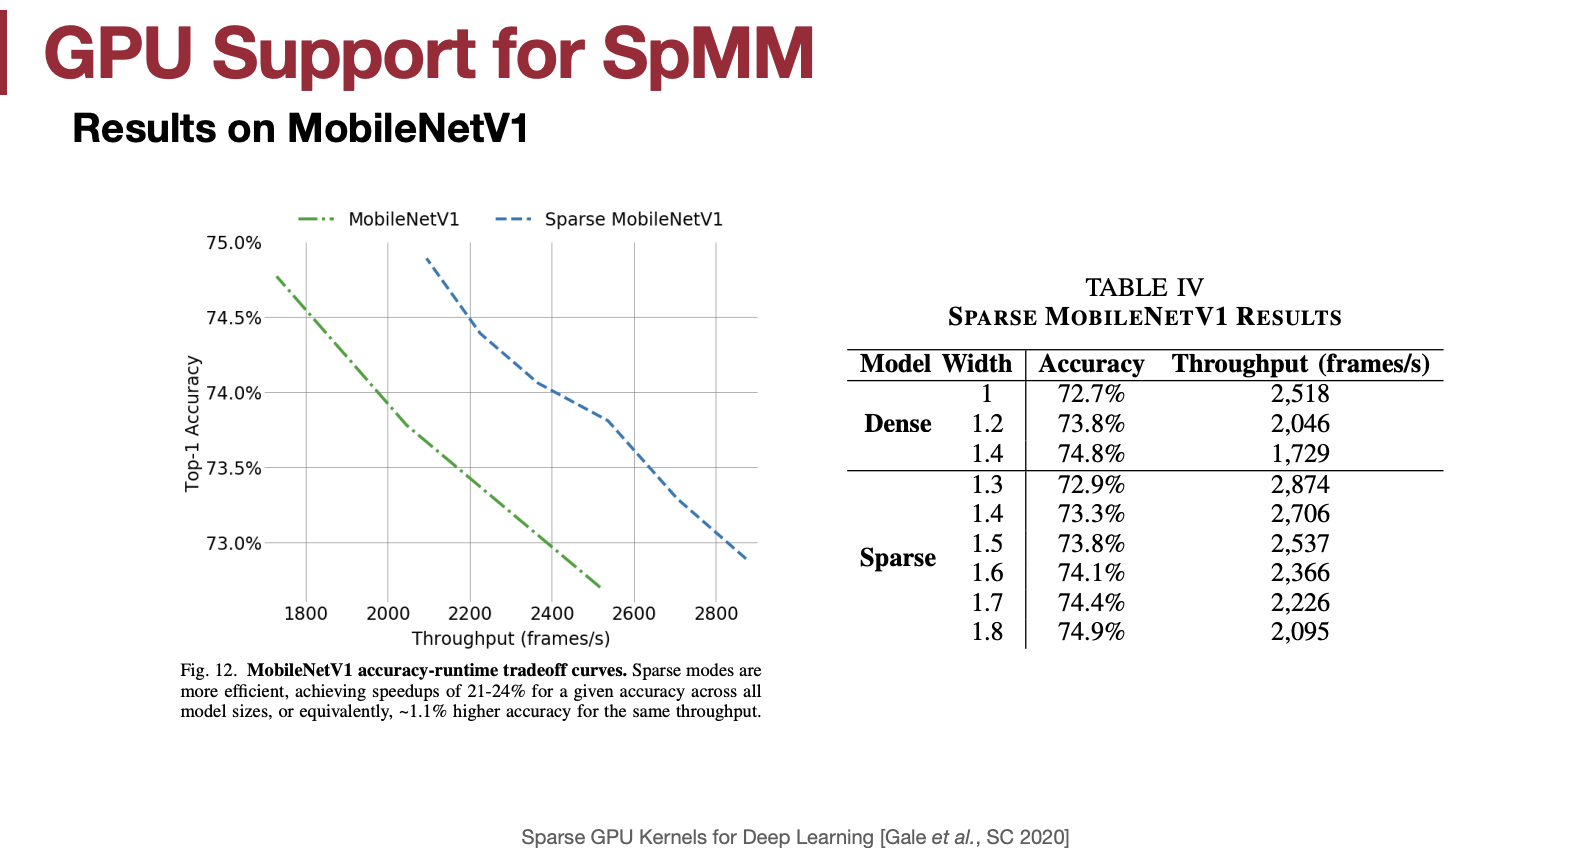 GPU Support for SpMM
Results on MobileNetV1
MobileNetV1
Sparse MobileNetV1
75.0%
74.5%
74.0%
73.5%
73.0%
Top-1 Accuracy
1800 2000 2200 2400 2600 2800
Throughput (frames/s)
Fig. 12. MobileNetV1 accuracy-runtime tradeoff curves. Sparse modes are
more efficient, achieving speedups of 21-24% for a given accuracy across all
model sizes, or equivalently, ~1.1% higher accuracy for the same throughput.
TABLE IV
SPARSE MOBILENETV1 RESULTS
Model Width Accuracy Throughput (frames/s)
1 72.7% 2,518
Dense 1.2 73.8% 2,046
1.4 74.8% 1,729
1.3 72.9% 2,874
1.4 73.3% 2,706
1.5 73.8% 2,537
Sparse
1.6 74.1% 2,366
1.7 74.4% 2,226
1.8 74.9% 2,095
Sparse GPU Kernels for Deep Learning [Gale et al., SC 2020]